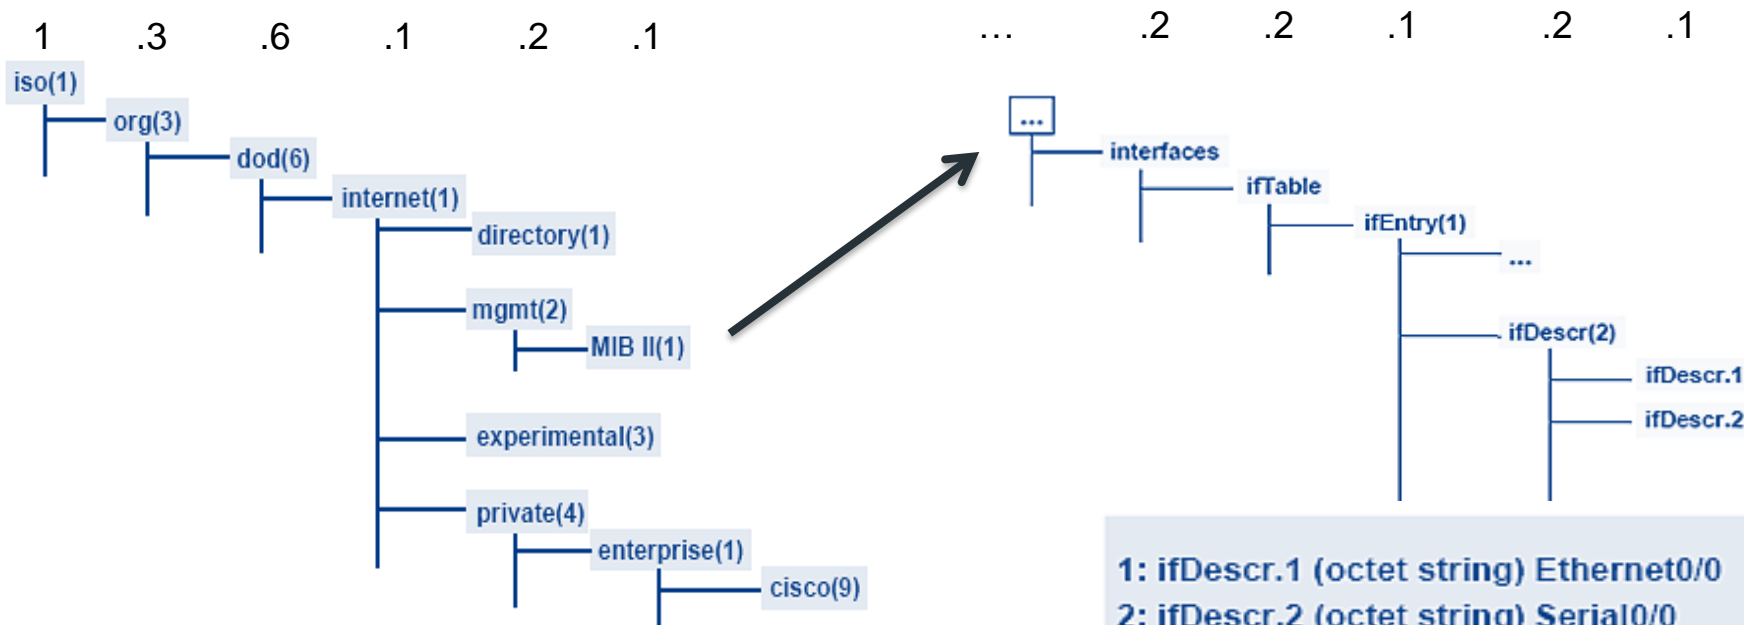 1 .3 .6 .1 .2 .1 ... .2 .2 .1 .2 .1
iso(1)
org(3)
dod(6)
internet(1)
directory(1)
mgmt(2)
MIB II(1)
experimental(3)
private(4)
enterprise(1)
cisco(9)
...
interfaces
ifTable
ifEntry(1)
...
ifDescr(2)
ifDescr.1
ifDescr.2
1: ifDescr.1 (octet string) Ethernet0/0
2: ifDescr.2 (octet string) Serial0/0